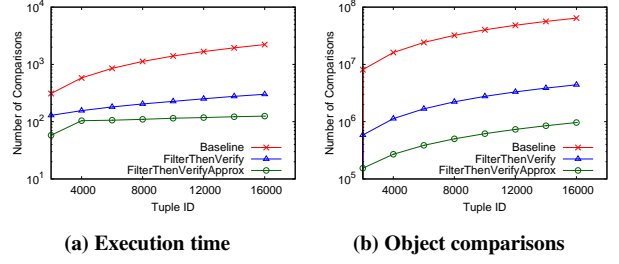 Number of Comparisons
10^4
10^3
10^2
10^1
Baseline
FilterThenVerify
FilterThenVerifyApprox
4000 8000 12000 16000
Tuple ID
(a) Execution time
Number of Comparisons
10^8
10^7
10^6
10^5
Baseline
FilterThenVerify
FilterThenVerifyApprox
4000 8000 12000 16000
Tuple ID
(b) Object comparisons